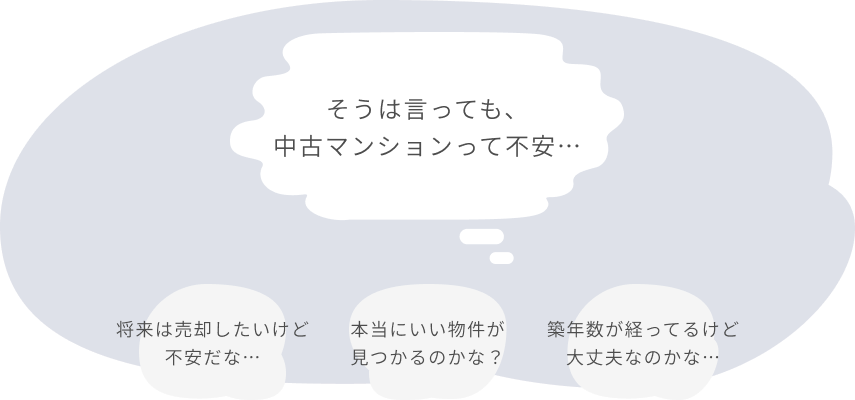 そうは言っても、
中古マンションって不安…
将来は売却したいけど
不安だな…
本当にいい物件が
見つかるのかな？
築年数が経ってるけど
大丈夫なのかな…